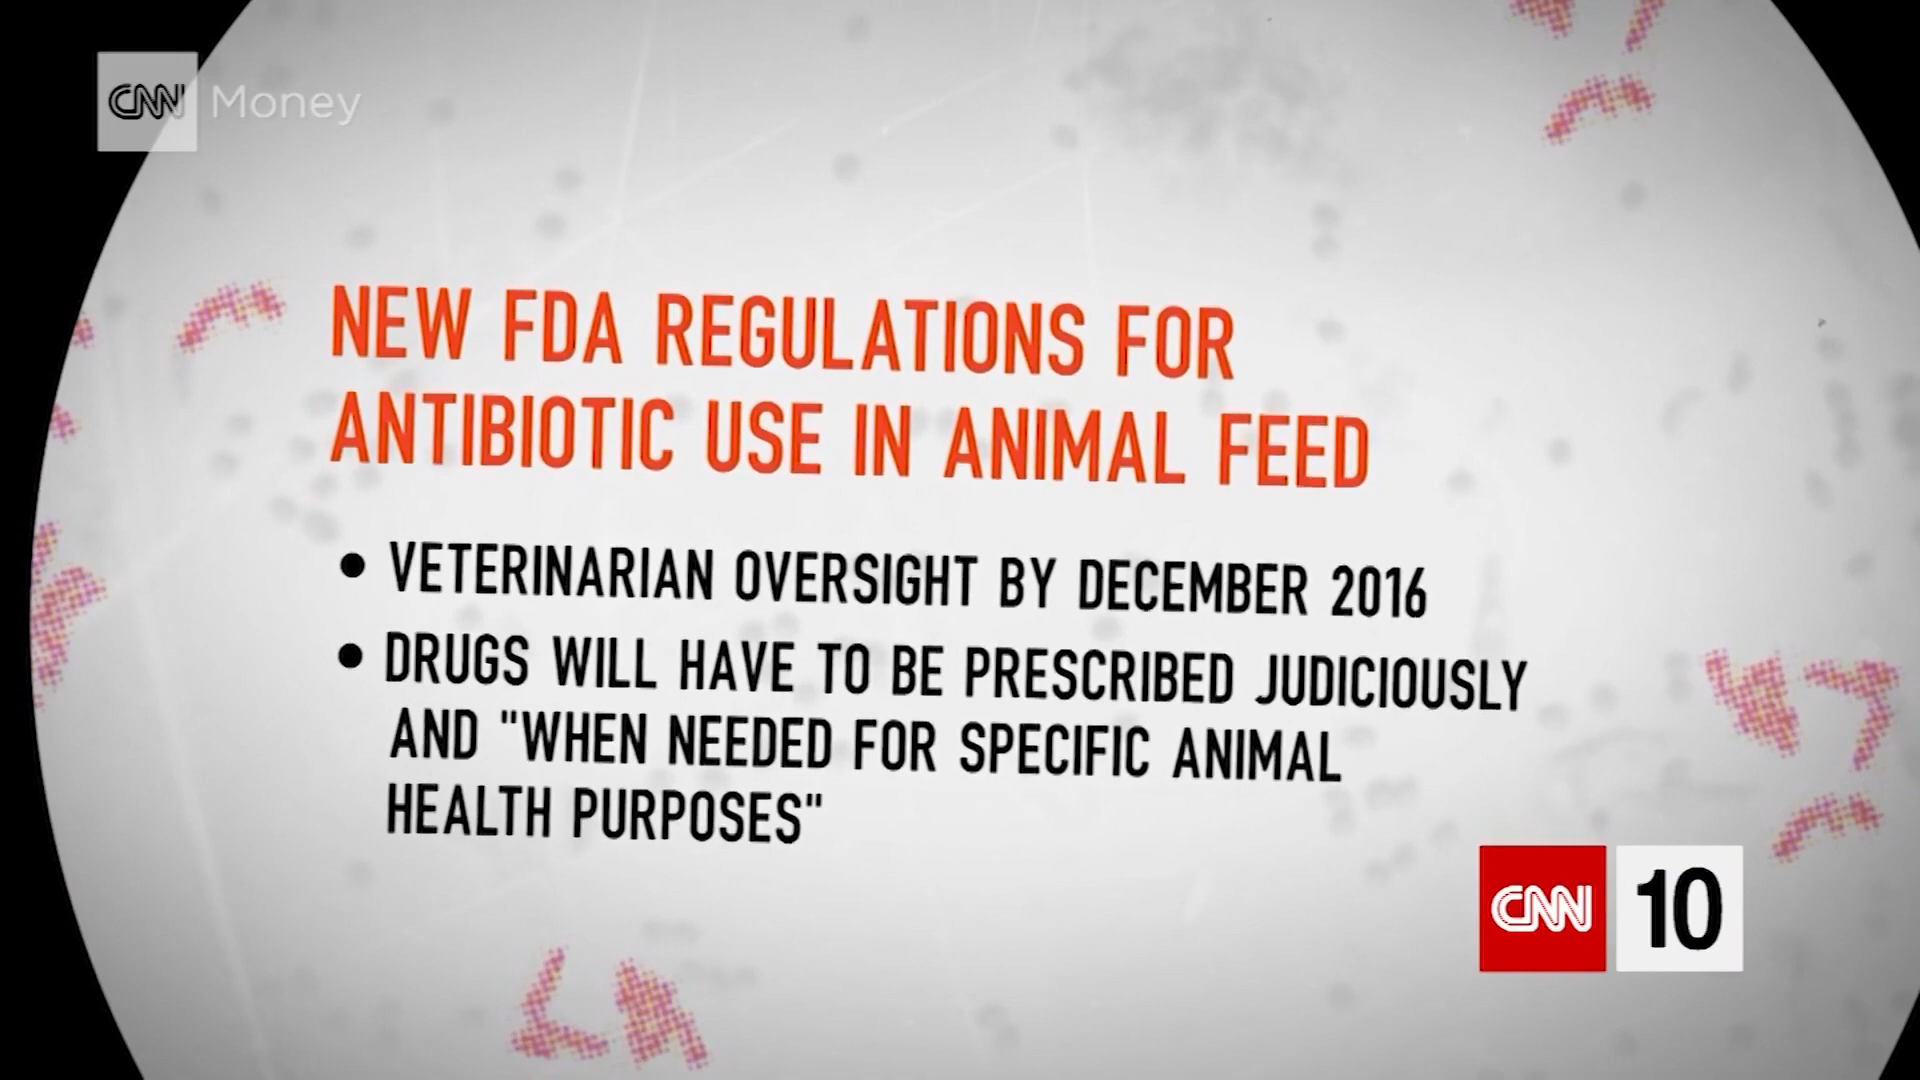 CNN Money
NEW FDA REGULATIONS FOR
ANTIBIOTIC USE IN ANIMAL FEED
• VETERINARIAN OVERSIGHT BY DECEMBER 2016
• DRUGS WILL HAVE TO BE PRESCRIBED JUDICIOUSLY
AND "WHEN NEEDED FOR SPECIFIC ANIMAL
HEALTH PURPOSES"
CNN 10